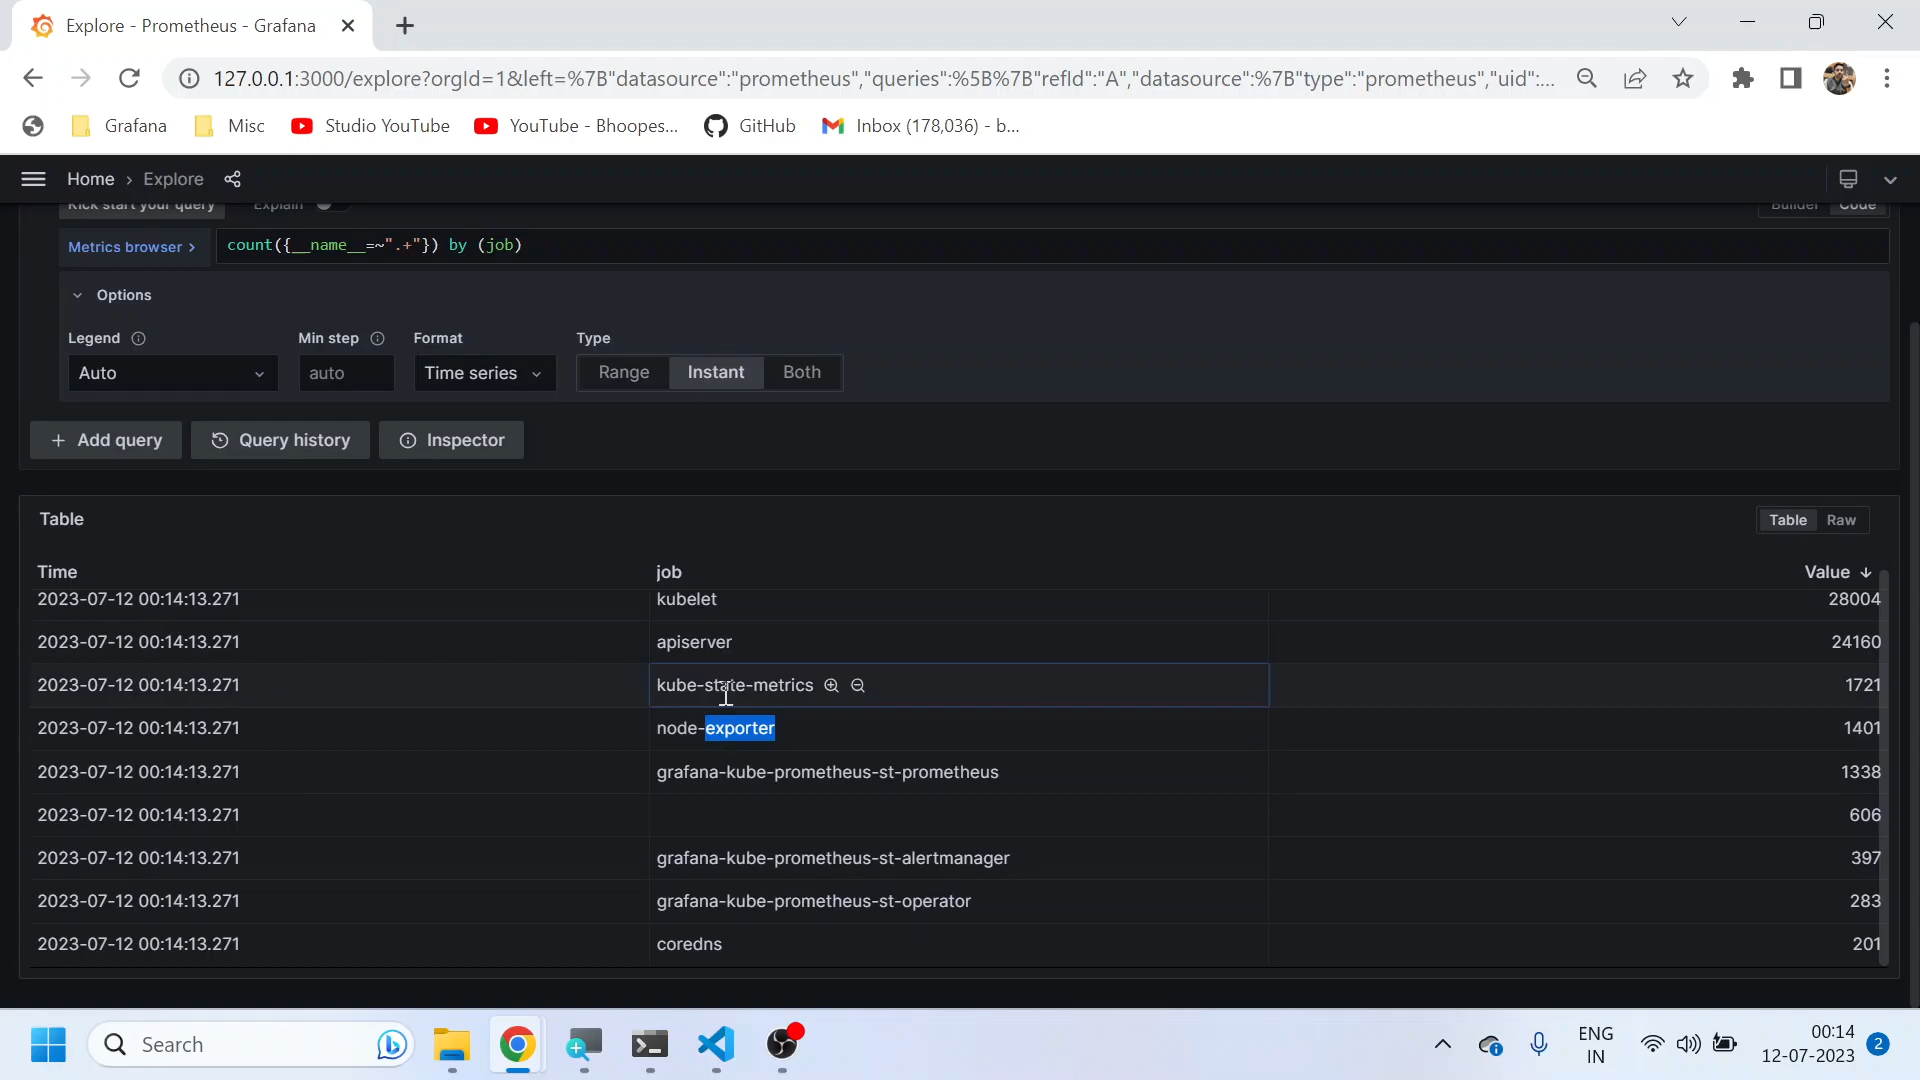 Explore - Prometheus - Grafana
127.0.0.1:3000/explore?orgId=1&left=%7B"datasource":"prometheus","queries":%5B%7B"refId":"A","datasource":%7B"type":"prometheus","uid":...
Grafana Misc Studio YouTube YouTube - Bhoopes... GitHub Inbox (178,036) - b...
Home › Explore
Kick start your query Explain Builder Code
Metrics browser > count({__name__=~".+"}) by (job)
Options
Legend Min step Format Type
Auto auto Time series Range Instant Both
+ Add query Query history Inspector
Table Table Raw
Time job Value ↓
2023-07-12 00:14:13.271 kubelet 28004
2023-07-12 00:14:13.271 apiserver 24160
2023-07-12 00:14:13.271 kube-state-metrics 1721
2023-07-12 00:14:13.271 node-exporter 1401
2023-07-12 00:14:13.271 grafana-kube-prometheus-st-prometheus 1338
2023-07-12 00:14:13.271 606
2023-07-12 00:14:13.271 grafana-kube-prometheus-st-alertmanager 397
2023-07-12 00:14:13.271 grafana-kube-prometheus-st-operator 283
2023-07-12 00:14:13.271 coredns 201
Search ENG 00:14
IN 12-07-2023 2